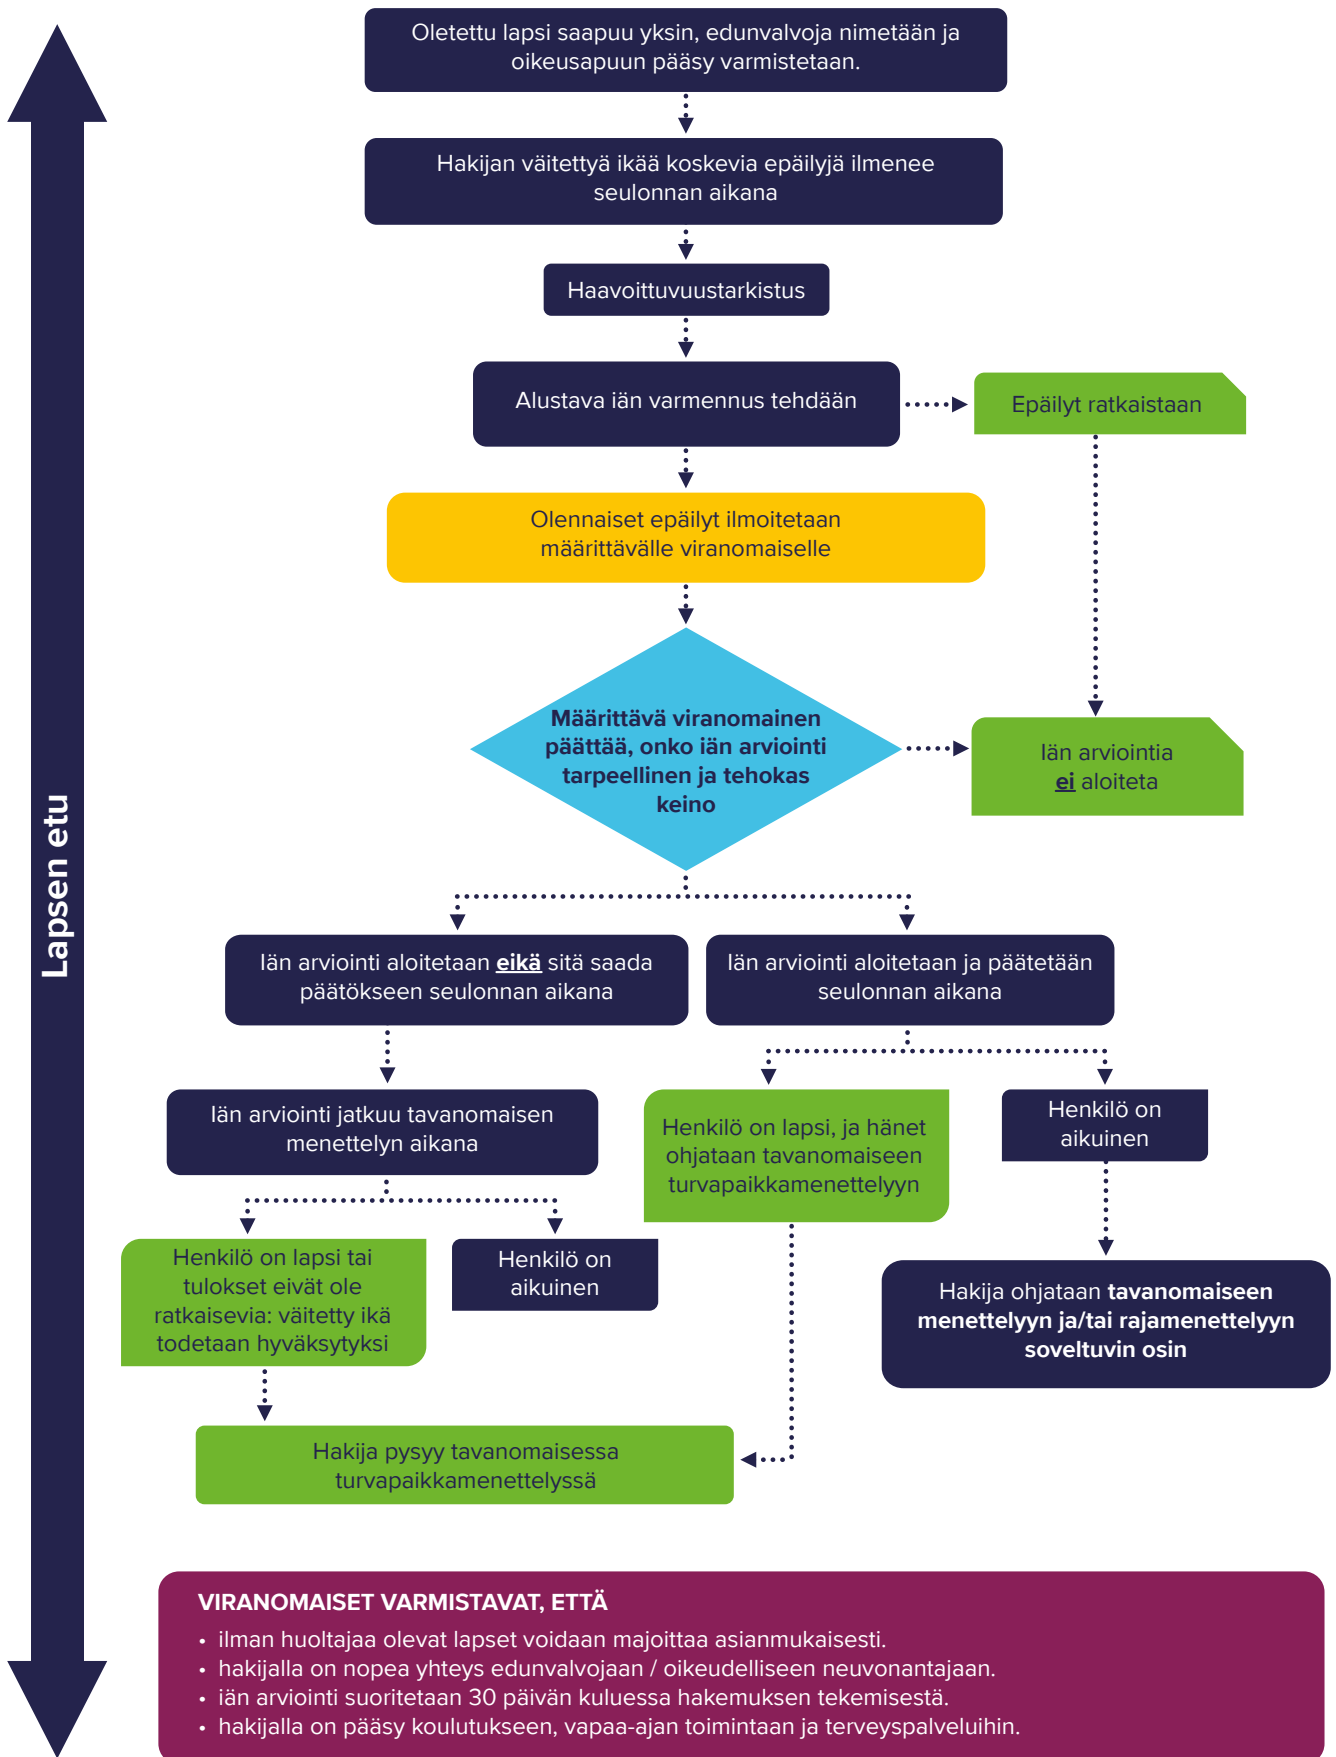 Oletettu lapsi saapuu yksin, edunvalvoja nimetään ja
oikeusapuun pääsy varmistetaan.
Hakijan väitettyä ikää koskevia epäilyjä ilmenee
seulonnan aikana
Haavoittuvuustarkistus
Alustava iän varmennus tehdään
Epäilyt ratkaistaan
Olennaiset epäilyt ilmoitetaan
määrittävälle viranomaiselle
Määrittävä viranomainen
päättää, onko iän arviointi
tarpeellinen ja tehokas
keino
Iän arviointia
ei aloiteta
Lapsen etu
Iän arviointi aloitetaan eikä sitä saada
päätökseen seulonnan aikana
Iän arviointi aloitetaan ja päätetään
seulonnan aikana
Iän arviointi jatkuu tavanomaisen
menettelyn aikana
Henkilö on lapsi, ja hänet
ohjataan tavanomaiseen
turvapaikkamenettelyyn
Henkilö on
aikuinen
Henkilö on lapsi tai
tulokset eivät ole
ratkaisevia: väitetty ikä
todetaan hyväksytyksi
Henkilö on
aikuinen
Hakija ohjataan tavanomaiseen
menettelyyn ja/tai rajamenettelyyn
soveltuvin osin
Hakija pysyy tavanomaisessa
turvapaikkamenettelyssä
VIRANOMAISET VARMISTAVAT, ETTÄ
• ilman huoltajaa olevat lapset voidaan majoittaa asianmukaisesti.
• hakijalla on nopea yhteys edunvalvojaan / oikeudelliseen neuvonantajaan.
• iän arviointi suoritetaan 30 päivän kuluessa hakemuksen tekemisestä.
• hakijalla on pääsy koulutukseen, vapaa-ajan toimintaan ja terveyspalveluihin.